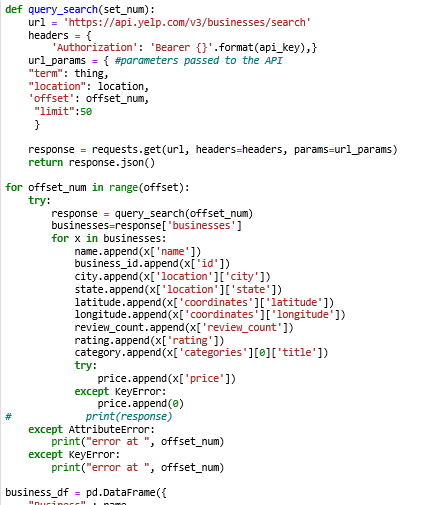 def query_search(set_num):
    url = 'https://api.yelp.com/v3/businesses/search'
    headers = {
        'Authorization': 'Bearer {}'.format(api_key),}
    url_params = { #parameters passed to the API
    "term": thing,
    "location": location,
    'offset': offset_num,
     "limit":50
     }

    response = requests.get(url, headers=headers, params=url_params)
    return response.json()

for offset_num in range(offset):
    try:
        response = query_search(offset_num)
        businesses=response['businesses']
        for x in businesses:
            name.append(x['name'])
            business_id.append(x['id'])
            city.append(x['location']['city'])
            state.append(x['location']['state'])
            latitude.append(x['coordinates']['latitude'])
            longitude.append(x['coordinates']['longitude'])
            review_count.append(x['review_count'])
            rating.append(x['rating'])
            category.append(x['categories'][0]['title'])
            try:
                price.append(x['price'])
            except KeyError:
                price.append(0)
#             print(response)
    except AttributeError:
        print("error at ", offset_num)
    except KeyError:
        print("error at ", offset_num)

business_df = pd.DataFrame({
    "Business" : name